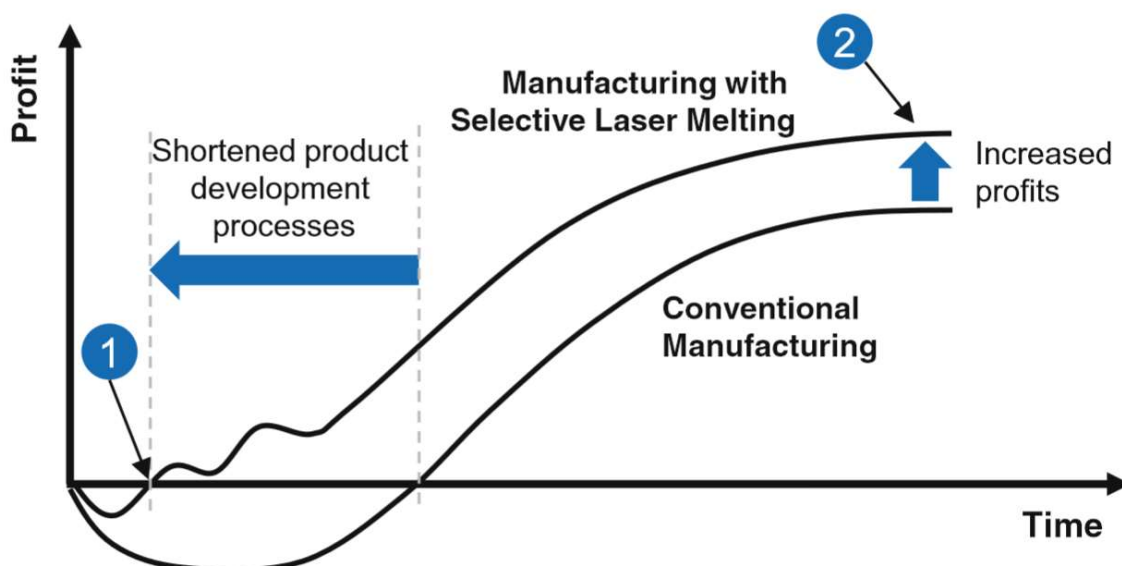 Profit
2
Manufacturing with
Selective Laser Melting
Shortened product
development
processes
Increased
profits
Conventional
Manufacturing
1
Time